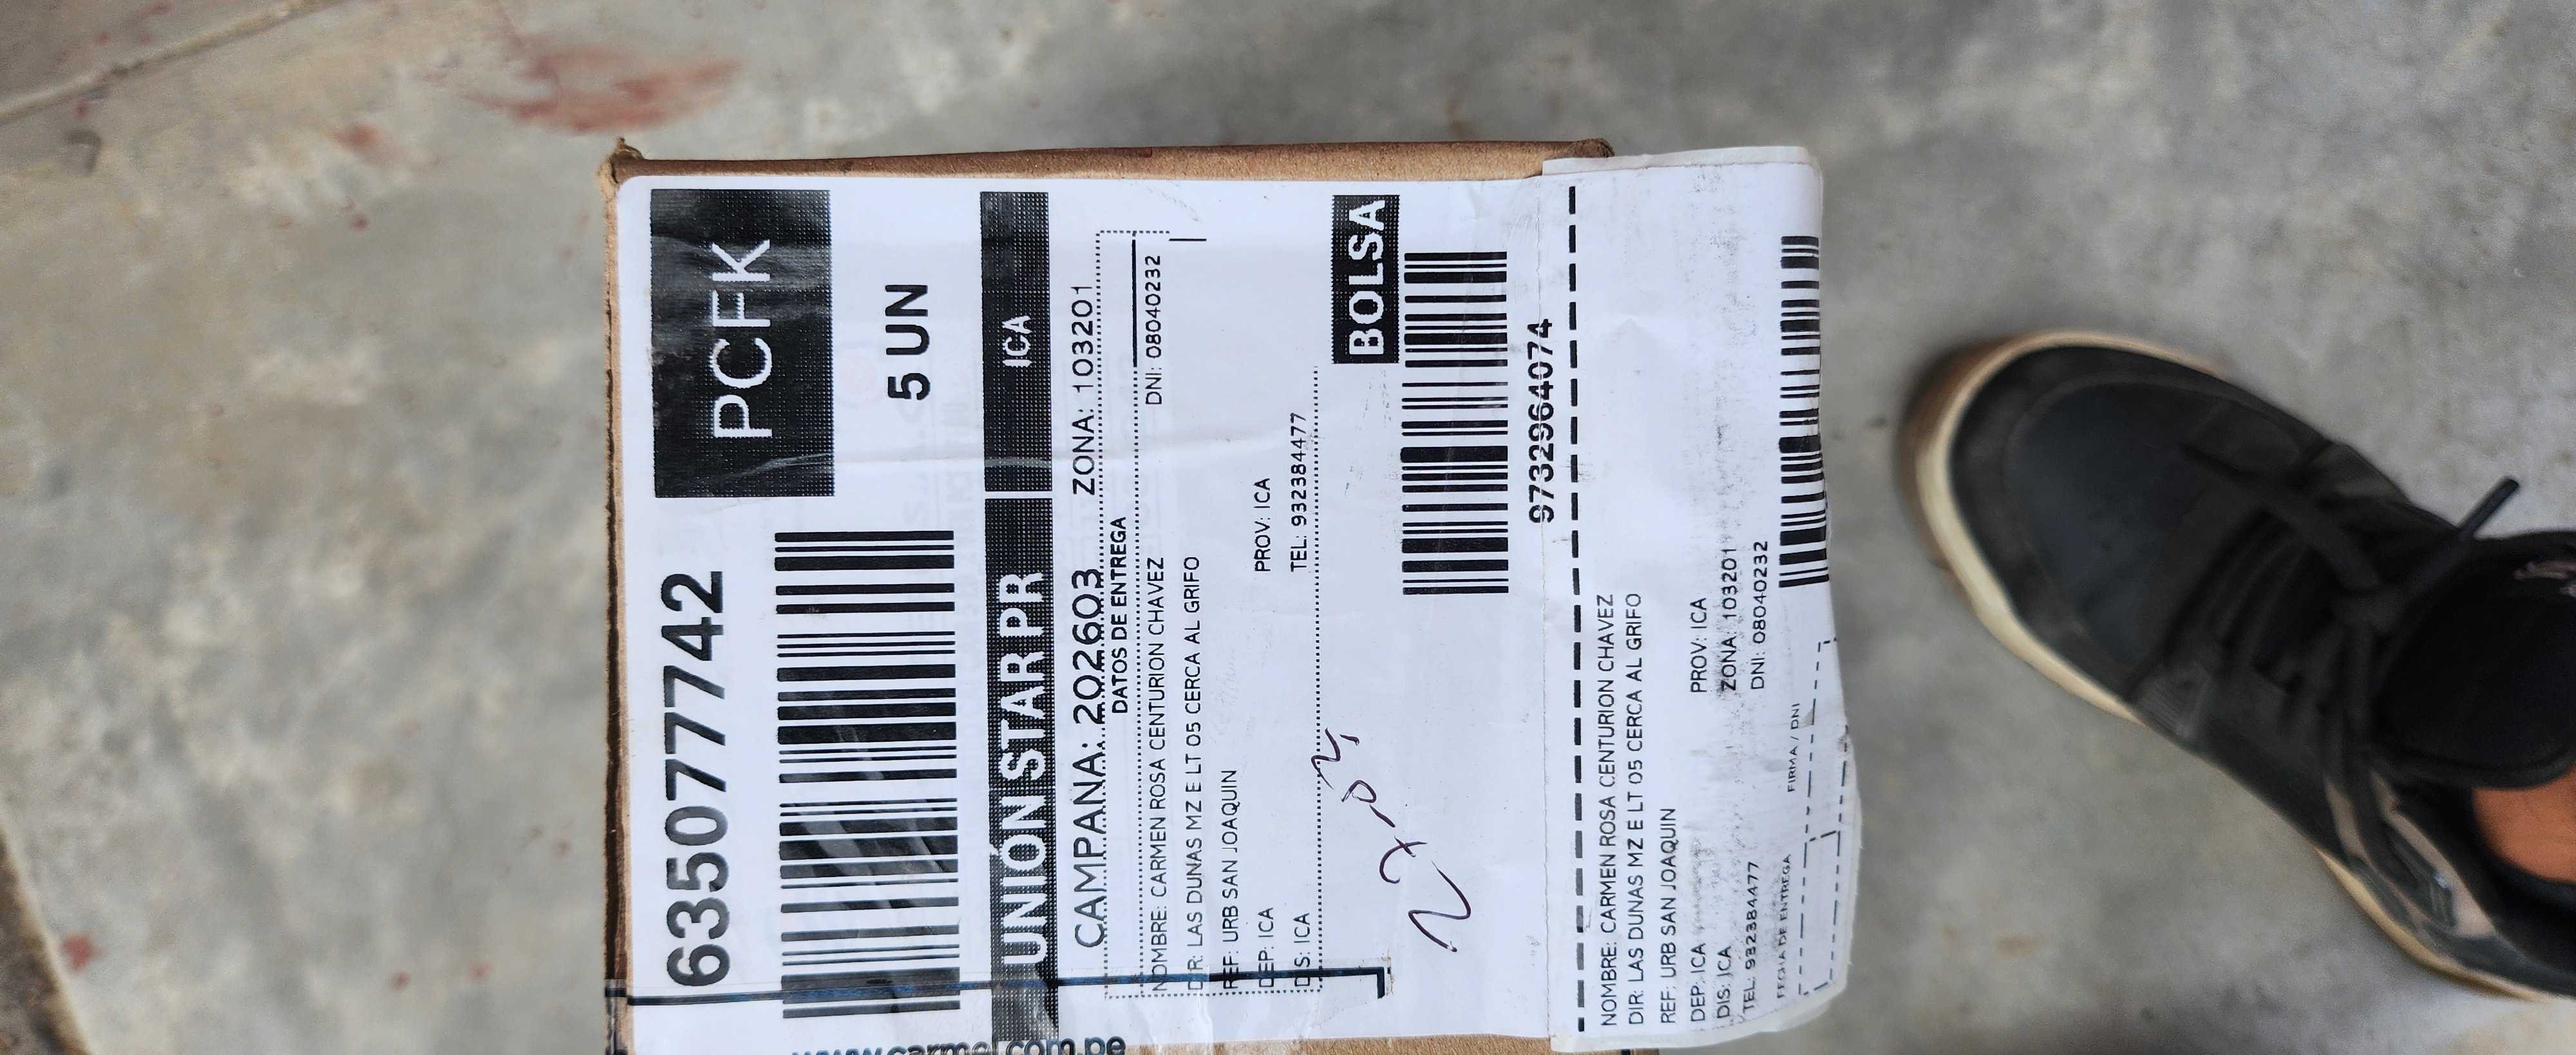 6350777742
PCFK
5 UN
UNION STAR PR
ICA
CAMPANA: 202603
ZONA: 103201
DATOS DE ENTREGA
NOMBRE: CARMEN ROSA CENTURION CHAVEZ
DNI: 08040232
DIR: LAS DUNAS MZ E LT 05 CERCA AL GRIFO
REF: URB SAN JOAQUIN
DEP: ICA
PROV: ICA
DIS: ICA
TEL: 932384477
BOLSA
9732964074
NOMBRE: CARMEN ROSA CENTURION CHAVEZ
DIR: LAS DUNAS MZ E LT 05 CERCA AL GRIFO
REF: URB SAN JOAQUIN
DEP: ICA
PROV: ICA
DIS: ICA
ZONA: 103201
TEL: 932384477
DNI: 08040232
FECHA DE ENTREGA
FIRMA / DNI
www.carmel.com.pe